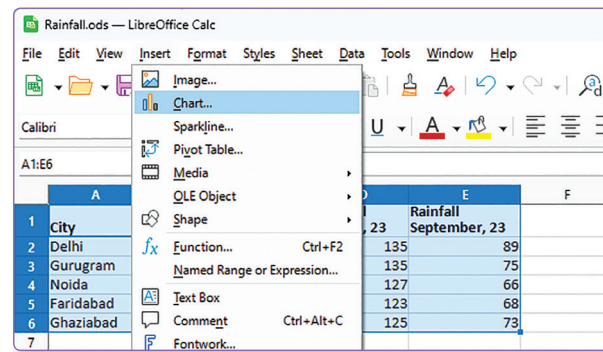 Rainfall.ods — LibreOffice Calc
File Edit View Insert Format Styles Sheet Data Tools Window Help
Image...
Chart...
Sparkline...
Calibri
U A
Pivot Table...
A1:E6
Media
OLE Object
A E F
Shape
1 City , 23 Rainfall September, 23
2 Delhi 135 89
Function... Ctrl+F2
3 Gurugram 135 75
Named Range or Expression...
4 Noida 127 66
Text Box
5 Faridabad 123 68
Comment Ctrl+Alt+C
6 Ghaziabad 125 73
Fontwork...
7